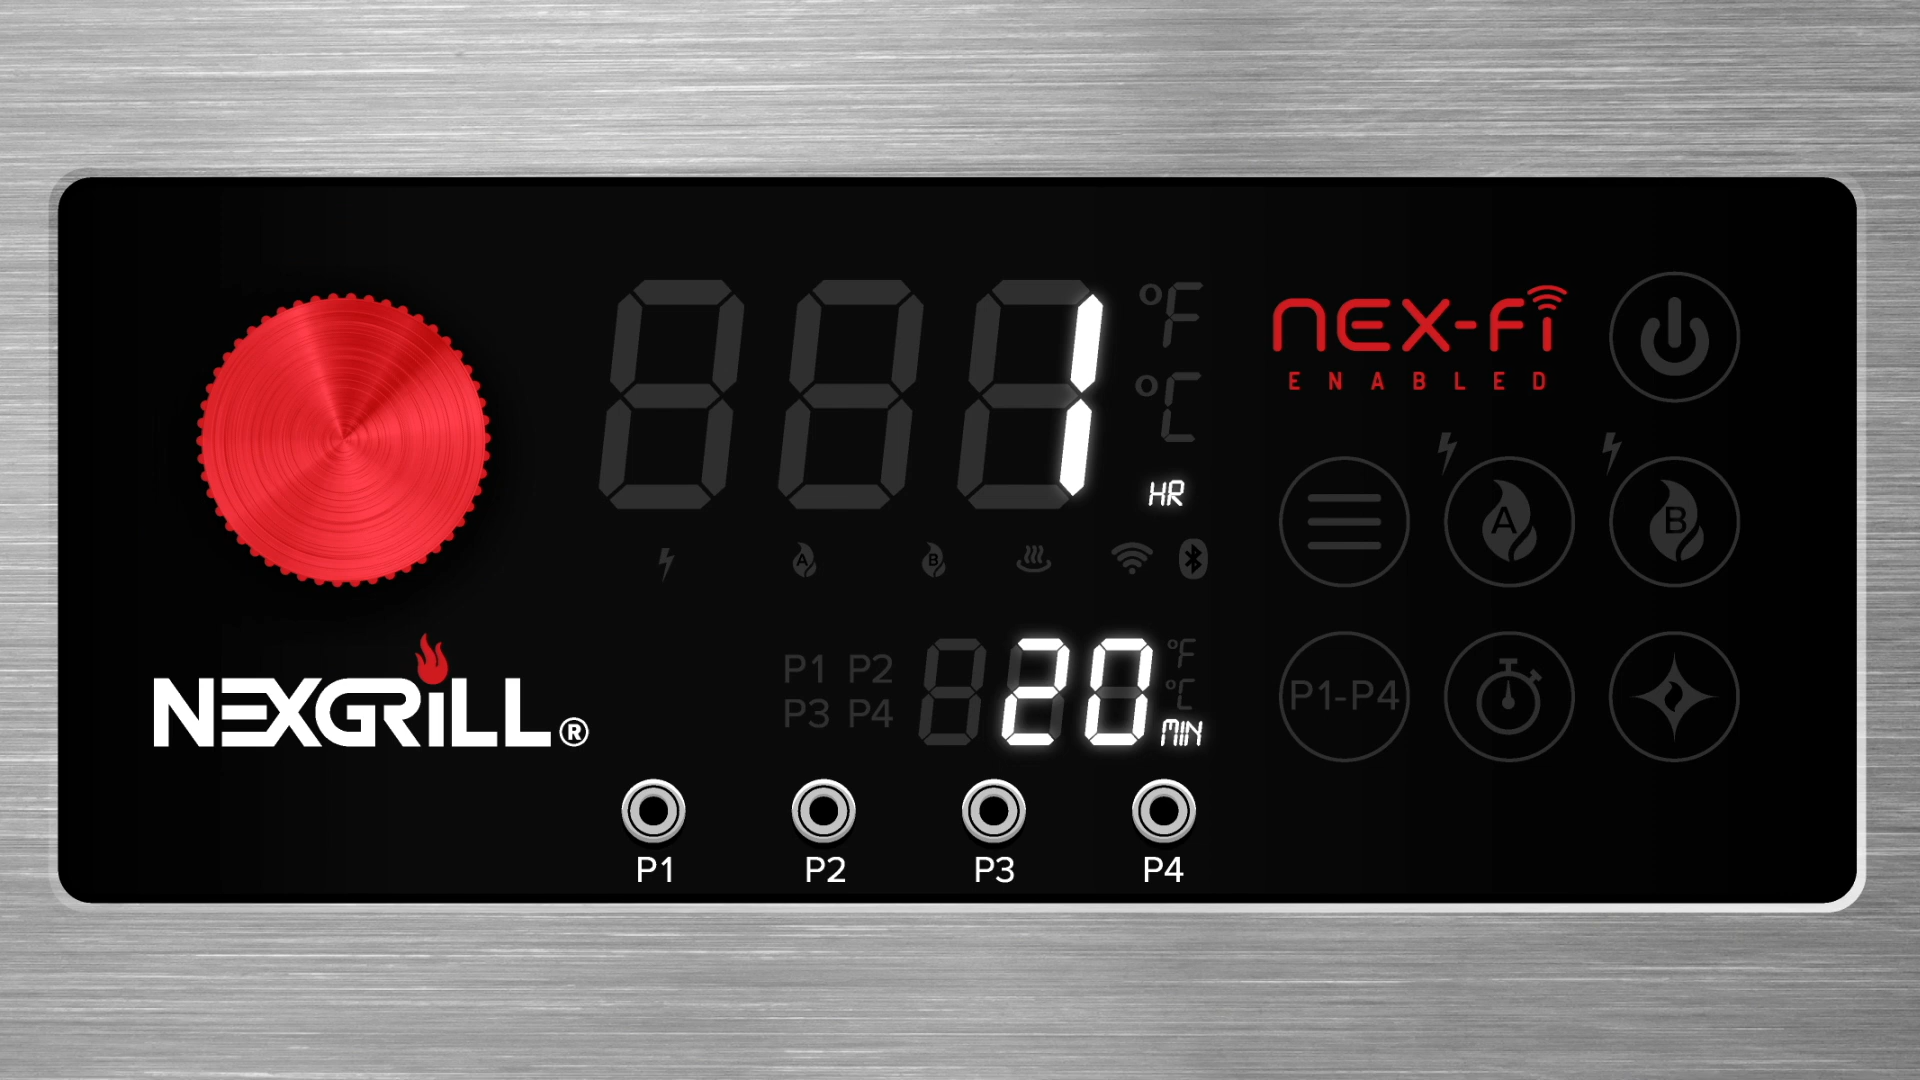 1
°F
°C
HR
A
B
P1 P2
P3 P4
20
°F
°C
MIN
NEXGRILL®
P1
P2
P3
P4
NEX-Fi
ENABLED
A
B
P1-P4